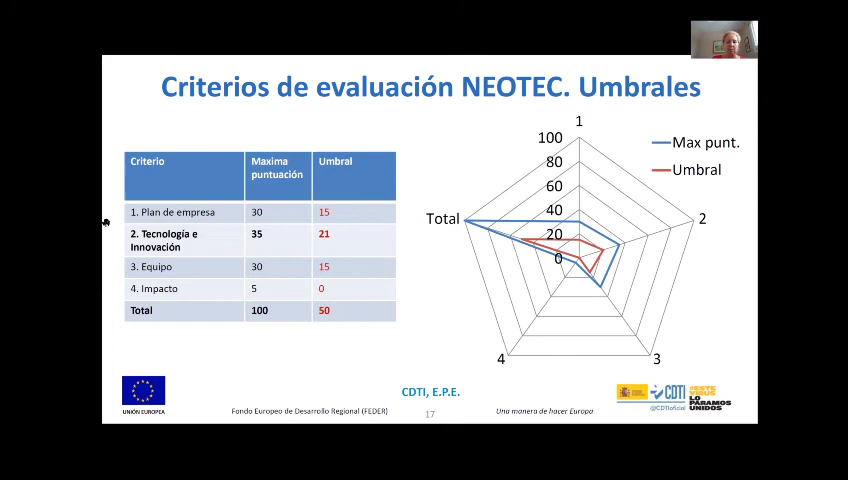 Criterios de evaluación NEOTEC. Umbrales
Criterio
Maxima puntuación
Umbral
1. Plan de empresa
30
15
2. Tecnología e Innovación
35
21
3. Equipo
30
15
4. Impacto
5
0
Total
100
50
1
100
80
60
40
20
0
Total
2
3
4
Max punt.
Umbral
UNIÓN EUROPEA
Fondo Europeo de Desarrollo Regional (FEDER)
CDTI, E.P.E.
17
Una manera de hacer Europa
CDTI
@CDTIoficial
#ESTE
VIRUS
LO
PARAMOS
UNIDOS